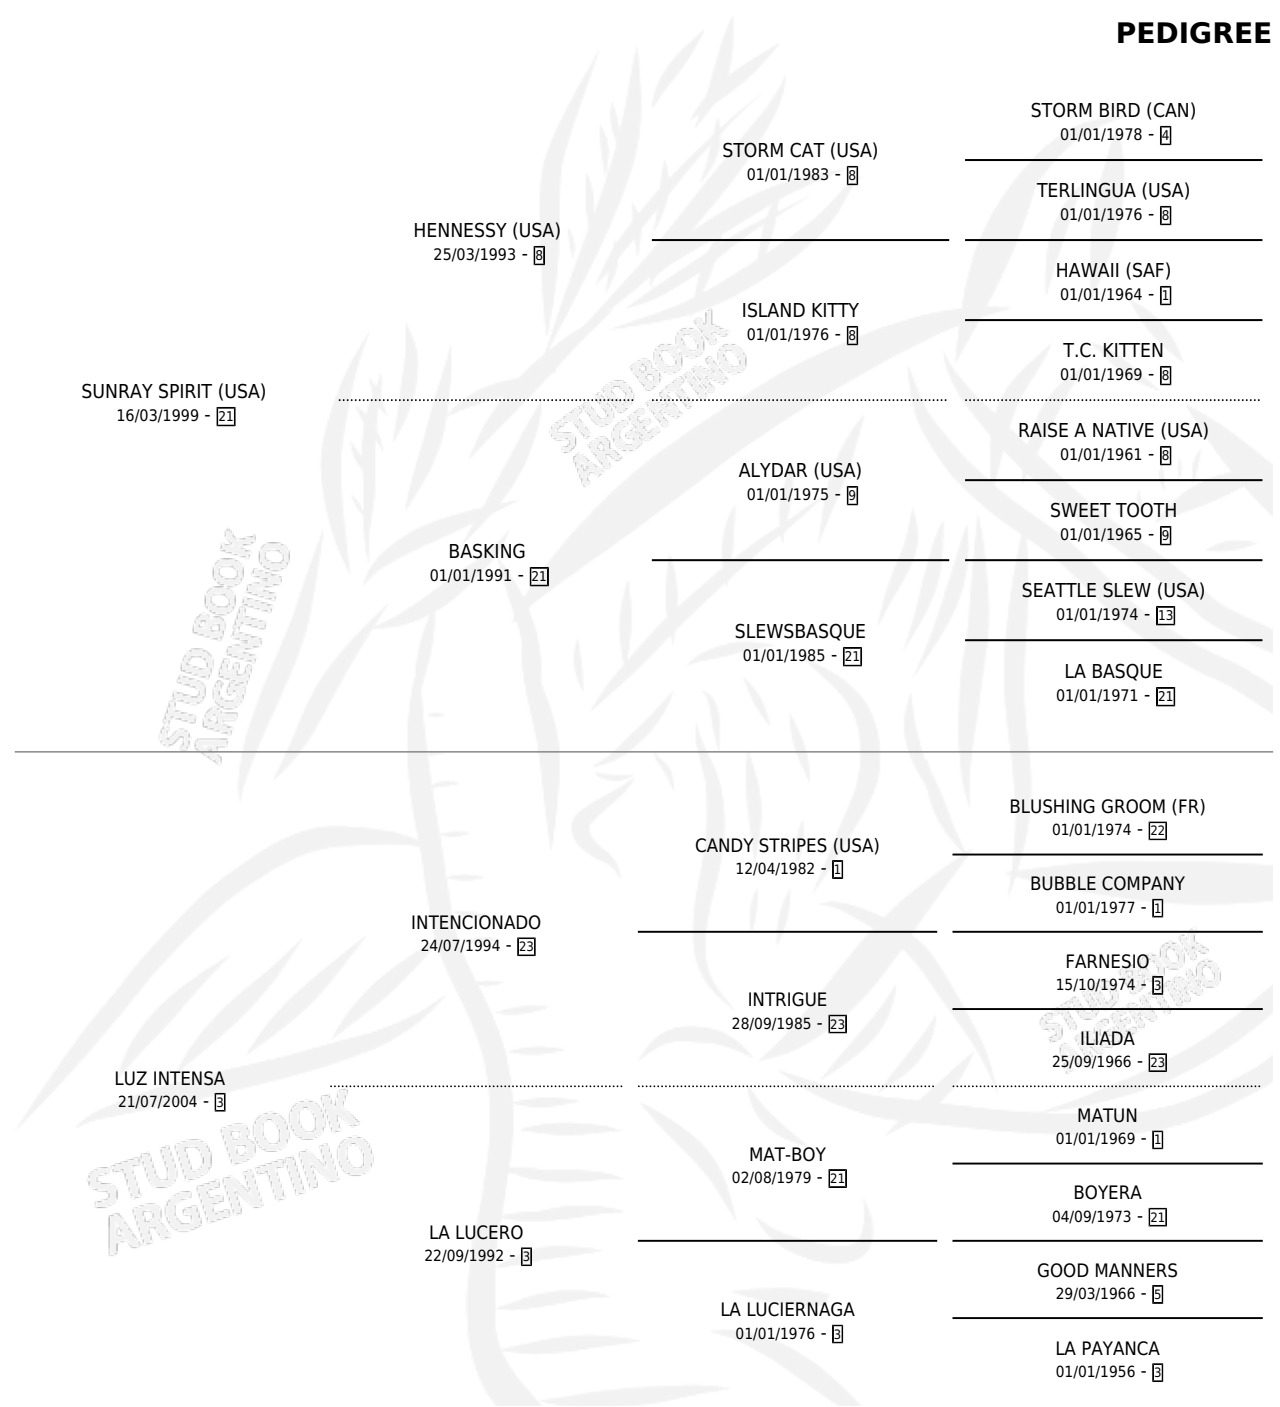 PEDIGREE
STORM BIRD (CAN)
01/01/1978 - 4
STORM CAT (USA)
01/01/1983 - 8
TERLINGUA (USA)
01/01/1976 - 8
HENNESSY (USA)
25/03/1993 - 8
HAWAII (SAF)
01/01/1964 - 1
ISLAND KITTY
01/01/1976 - 8
T.C. KITTEN
01/01/1969 - 8
SUNRAY SPIRIT (USA)
16/03/1999 - 21
RAISE A NATIVE (USA)
01/01/1961 - 8
ALYDAR (USA)
01/01/1975 - 9
SWEET TOOTH
01/01/1965 - 9
BASKING
01/01/1991 - 21
SEATTLE SLEW (USA)
01/01/1974 - 13
SLEWSBASQUE
01/01/1985 - 21
LA BASQUE
01/01/1971 - 21
BLUSHING GROOM (FR)
01/01/1974 - 22
CANDY STRIPES (USA)
12/04/1982 - 1
BUBBLE COMPANY
01/01/1977 - 1
INTENCIONADO
24/07/1994 - 23
FARNESIO
15/10/1974 - 3
INTRIGUE
28/09/1985 - 23
ILIADA
25/09/1966 - 23
LUZ INTENSA
21/07/2004 - 3
MATUN
01/01/1969 - 1
MAT-BOY
02/08/1979 - 21
BOYERA
04/09/1973 - 21
LA LUCERO
22/09/1992 - 3
GOOD MANNERS
29/03/1966 - 5
LA LUCIERNAGA
01/01/1976 - 3
LA PAYANCA
01/01/1956 - 3
STUD BOOK
ARGENTINO
STUD BOOK
ARGENTINO
STUD BOOK
ARGENTINO
STUD BOOK
ARGENTINO